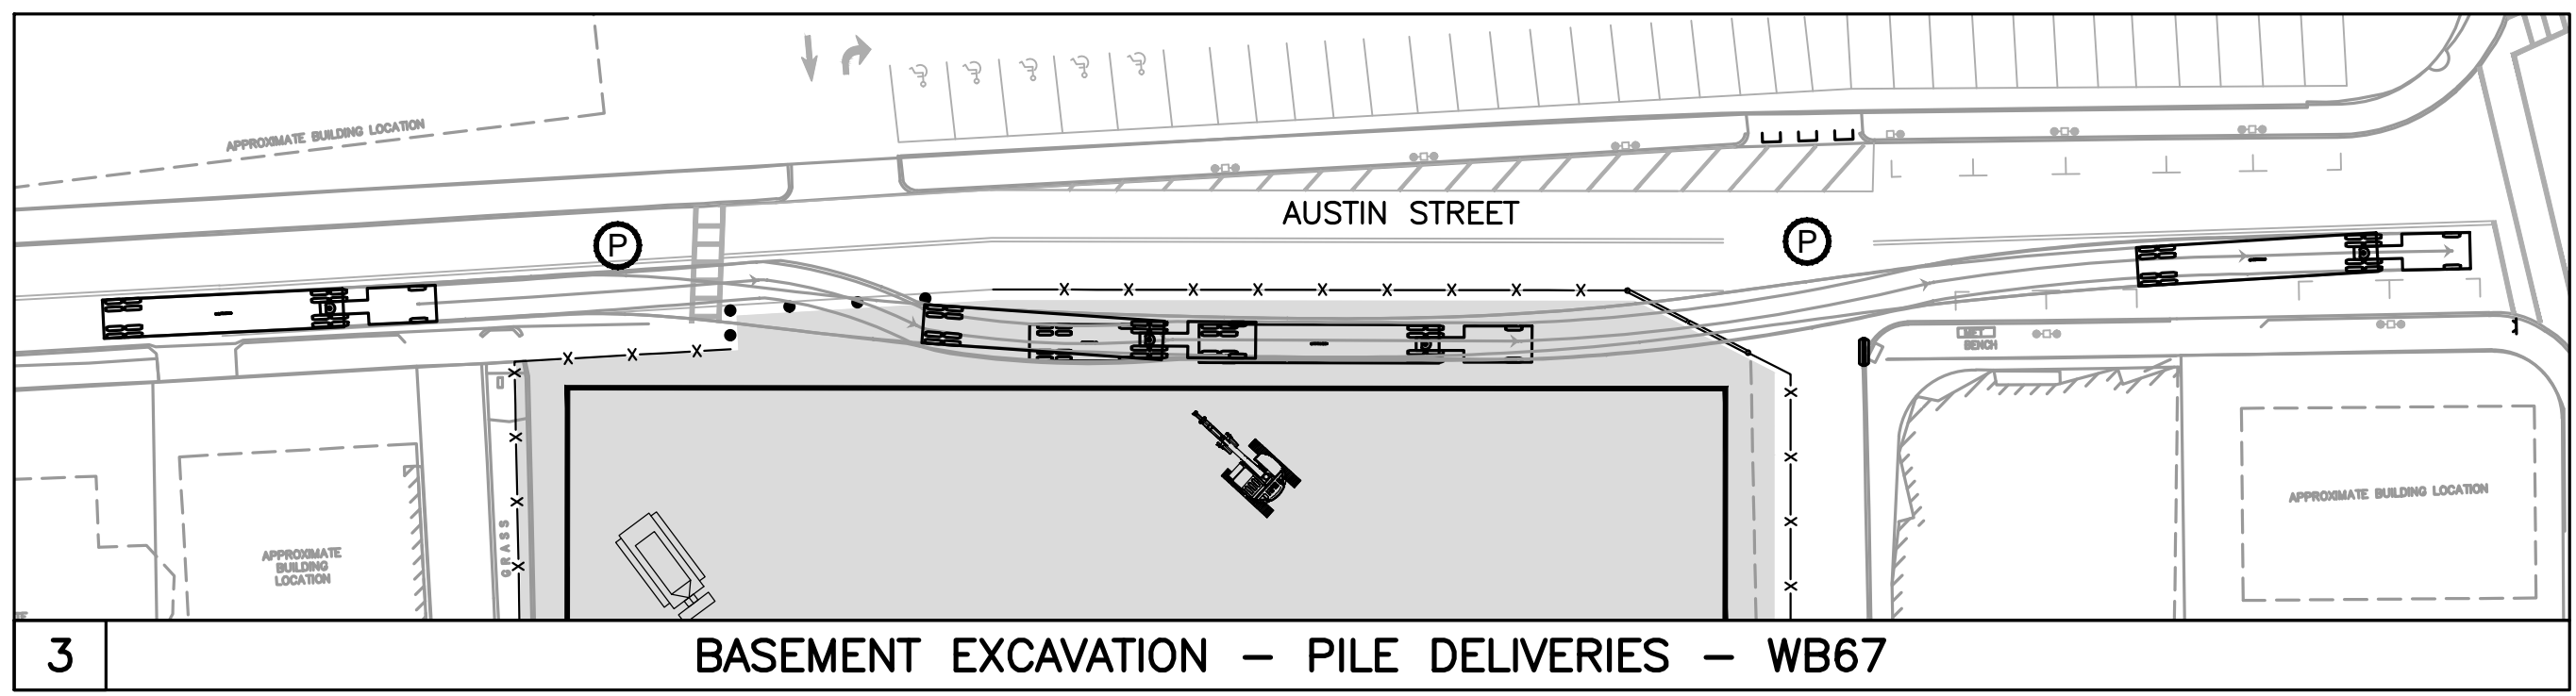 APPROXIMATE BUILDING LOCATION
AUSTIN STREET
P
P
BENCH
GRASS
APPROXIMATE
BUILDING
LOCATION
APPROXIMATE BUILDING LOCATION
3
BASEMENT EXCAVATION - PILE DELIVERIES - WB67